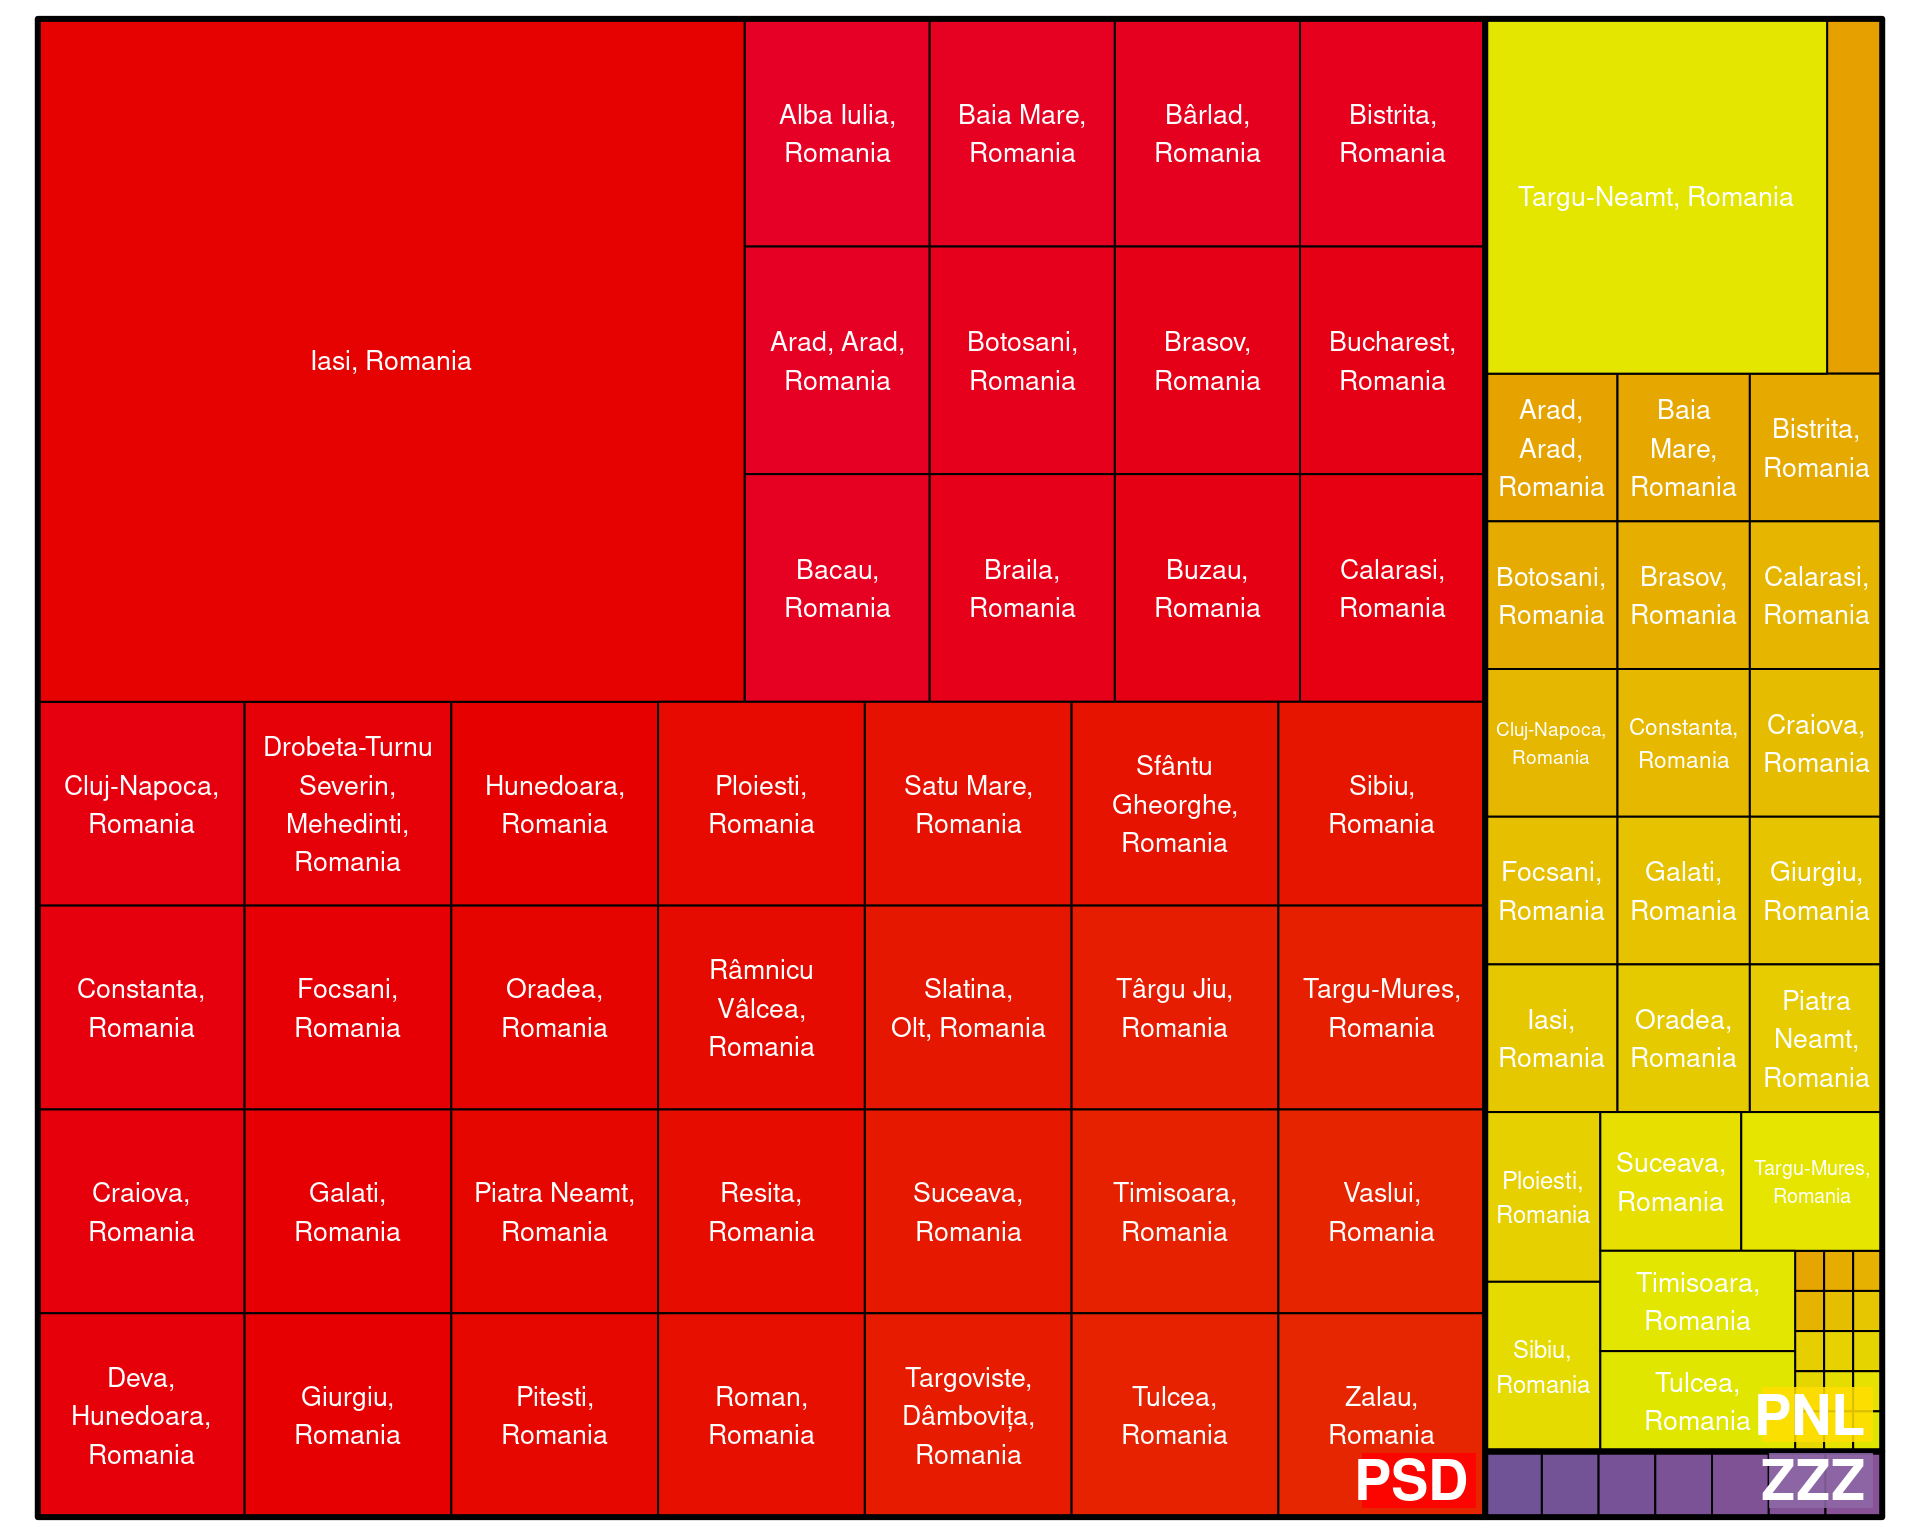 Iasi, Romania
Alba Iulia,
Romania
Baia Mare,
Romania
Bârlad,
Romania
Bistrita,
Romania
Arad, Arad,
Romania
Botosani,
Romania
Brasov,
Romania
Bucharest,
Romania
Bacau,
Romania
Braila,
Romania
Buzau,
Romania
Calarasi,
Romania
Cluj-Napoca,
Romania
Drobeta-Turnu
Severin,
Mehedinti,
Romania
Hunedoara,
Romania
Ploiesti,
Romania
Satu Mare,
Romania
Sfântu
Gheorghe,
Romania
Sibiu,
Romania
Constanta,
Romania
Focsani,
Romania
Oradea,
Romania
Râmnicu
Vâlcea,
Romania
Slatina,
Olt, Romania
Târgu Jiu,
Romania
Targu-Mures,
Romania
Craiova,
Romania
Galati,
Romania
Piatra Neamt,
Romania
Resita,
Romania
Suceava,
Romania
Timisoara,
Romania
Vaslui,
Romania
Deva,
Hunedoara,
Romania
Giurgiu,
Romania
Pitesti,
Romania
Roman,
Romania
Targoviste,
Dâmbovița,
Romania
Tulcea,
Romania
Zalau,
Romania
PSD
Targu-Neamt, Romania
Arad,
Arad,
Romania
Baia
Mare,
Romania
Bistrita,
Romania
Botosani,
Romania
Brasov,
Romania
Calarasi,
Romania
Cluj-Napoca,
Romania
Constanta,
Romania
Craiova,
Romania
Focsani,
Romania
Galati,
Romania
Giurgiu,
Romania
Iasi,
Romania
Oradea,
Romania
Piatra
Neamt,
Romania
Ploiesti,
Romania
Suceava,
Romania
Targu-Mures,
Romania
Sibiu,
Romania
Timisoara,
Romania
Tulcea,
Romania
PNL
ZZZ